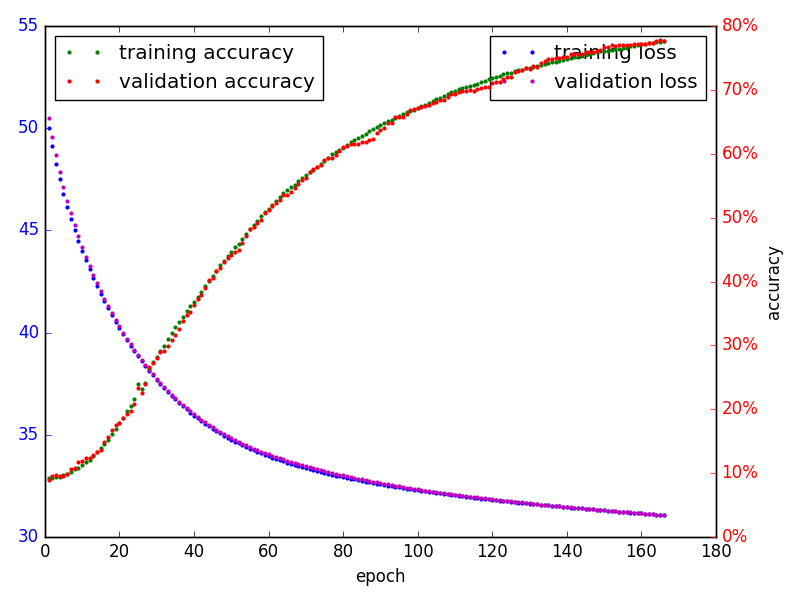 55
50
45
40
35
30
training accuracy
validation accuracy
training loss
validation loss
80%
70%
60%
50%
40%
30%
20%
10%
0%
accuracy
0 20 40 60 80 100 120 140 160 180
epoch